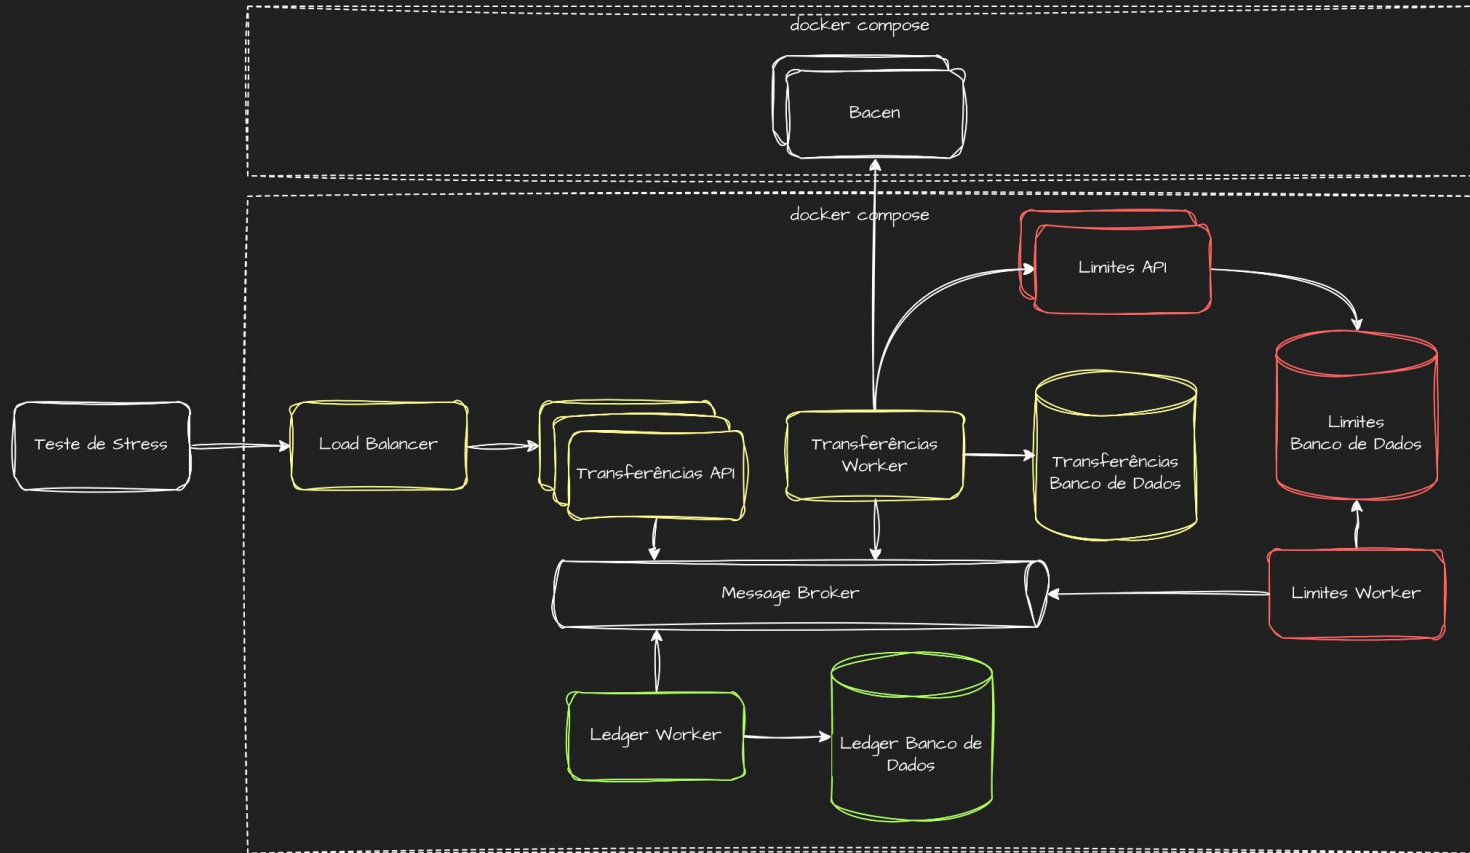 docker compose
Bacen
docker compose
Limites API
Teste de Stress
Load Balancer
Transferências API
Transferências
Worker
Transferências
Banco de Dados
Limites
Banco de Dados
Message Broker
Limites Worker
Ledger Worker
Ledger Banco de
Dados